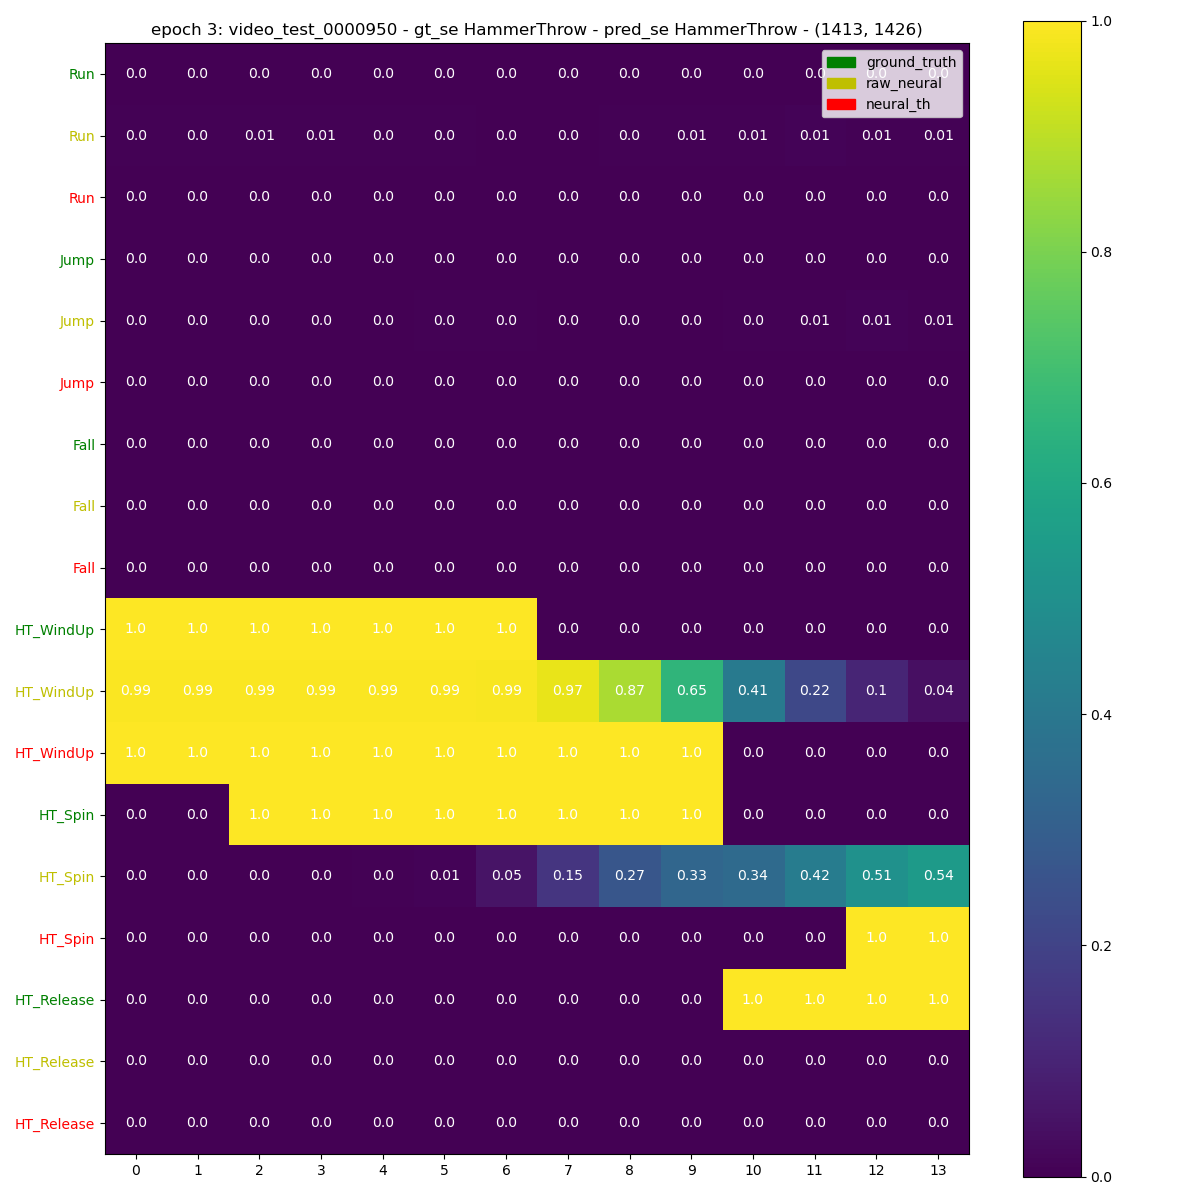 epoch 3: video_test_0000950 - gt_se HammerThrow - pred_se HammerThrow - (1413, 1426)
ground_truth
raw_neural
neural_th
Run 0.0 0.0 0.0 0.0 0.0 0.0 0.0 0.0 0.0 0.0 0.0 0.0 0.0 0.0
Run 0.0 0.0 0.01 0.01 0.0 0.0 0.0 0.0 0.0 0.01 0.01 0.01 0.01 0.01
Run 0.0 0.0 0.0 0.0 0.0 0.0 0.0 0.0 0.0 0.0 0.0 0.0 0.0 0.0
Jump 0.0 0.0 0.0 0.0 0.0 0.0 0.0 0.0 0.0 0.0 0.0 0.0 0.0 0.0
Jump 0.0 0.0 0.0 0.0 0.0 0.0 0.0 0.0 0.0 0.0 0.0 0.01 0.01 0.01
Jump 0.0 0.0 0.0 0.0 0.0 0.0 0.0 0.0 0.0 0.0 0.0 0.0 0.0 0.0
Fall 0.0 0.0 0.0 0.0 0.0 0.0 0.0 0.0 0.0 0.0 0.0 0.0 0.0 0.0
Fall 0.0 0.0 0.0 0.0 0.0 0.0 0.0 0.0 0.0 0.0 0.0 0.0 0.0 0.0
Fall 0.0 0.0 0.0 0.0 0.0 0.0 0.0 0.0 0.0 0.0 0.0 0.0 0.0 0.0
HT_WindUp 1.0 1.0 1.0 1.0 1.0 1.0 1.0 0.0 0.0 0.0 0.0 0.0 0.0 0.0
HT_WindUp 0.99 0.99 0.99 0.99 0.99 0.99 0.99 0.97 0.87 0.65 0.41 0.22 0.1 0.04
HT_WindUp 1.0 1.0 1.0 1.0 1.0 1.0 1.0 1.0 1.0 1.0 0.0 0.0 0.0 0.0
HT_Spin 0.0 0.0 1.0 1.0 1.0 1.0 1.0 1.0 1.0 1.0 0.0 0.0 0.0 0.0
HT_Spin 0.0 0.0 0.0 0.0 0.0 0.01 0.05 0.15 0.27 0.33 0.34 0.42 0.51 0.54
HT_Spin 0.0 0.0 0.0 0.0 0.0 0.0 0.0 0.0 0.0 0.0 0.0 0.0 1.0 1.0
HT_Release 0.0 0.0 0.0 0.0 0.0 0.0 0.0 0.0 0.0 0.0 1.0 1.0 1.0 1.0
HT_Release 0.0 0.0 0.0 0.0 0.0 0.0 0.0 0.0 0.0 0.0 0.0 0.0 0.0 0.0
HT_Release 0.0 0.0 0.0 0.0 0.0 0.0 0.0 0.0 0.0 0.0 0.0 0.0 0.0 0.0
0 1 2 3 4 5 6 7 8 9 10 11 12 13
1.0
0.8
0.6
0.4
0.2
0.0